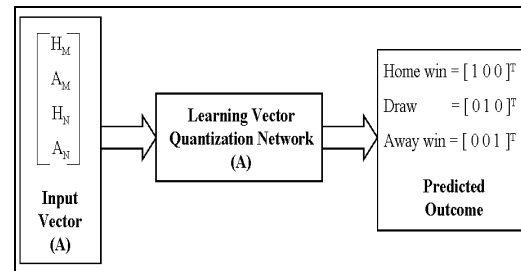 H_M
A_M
H_N
A_N
Input
Vector
(A)
Learning Vector
Quantization Network
(A)
Home win = [ 1 0 0 ]^T
Draw = [ 0 1 0 ]^T
Away win = [ 0 0 1 ]^T
Predicted
Outcome